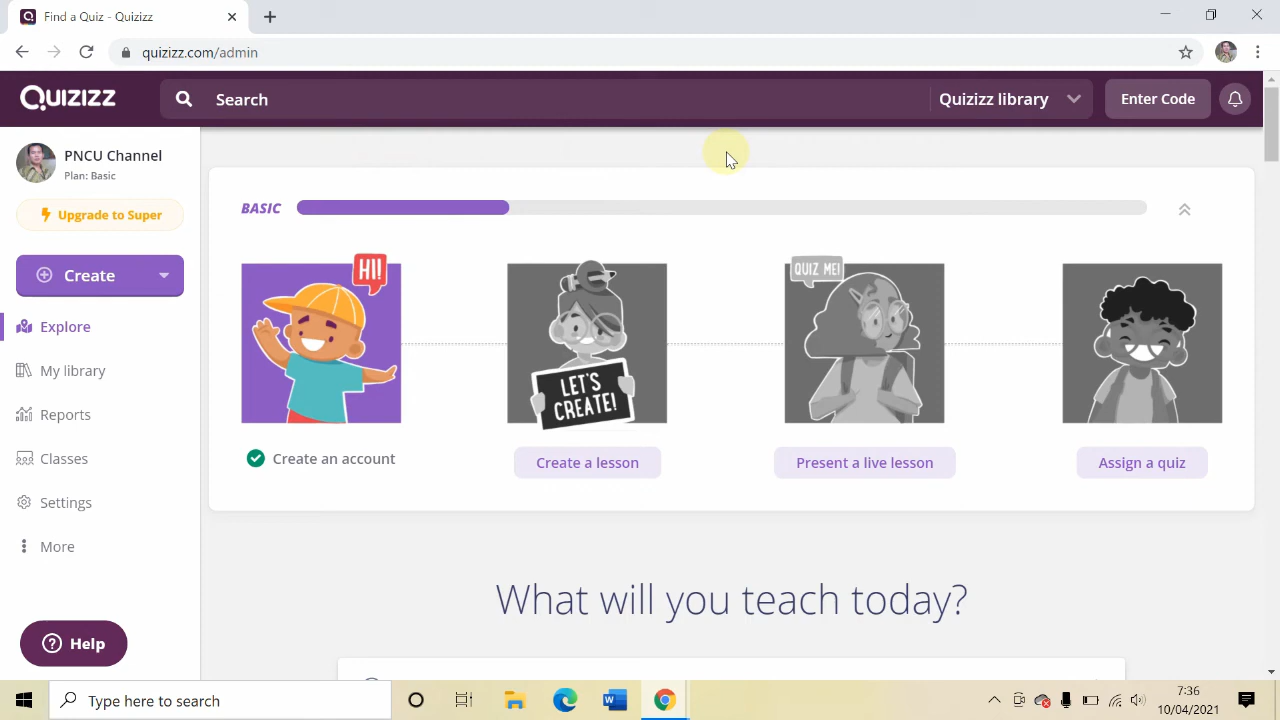 Find a Quiz - Quizizz
quizizz.com/admin
QUIZIZZ
Search
Quizizz library
Enter Code
PNCU Channel
Plan: Basic
Upgrade to Super
Create
Explore
My library
Reports
Classes
Settings
More
Help
BASIC
HI!
LET'S
CREATE!
QUIZ ME!
Create an account
Create a lesson
Present a live lesson
Assign a quiz
What will you teach today?
Type here to search
7:36
10/04/2021